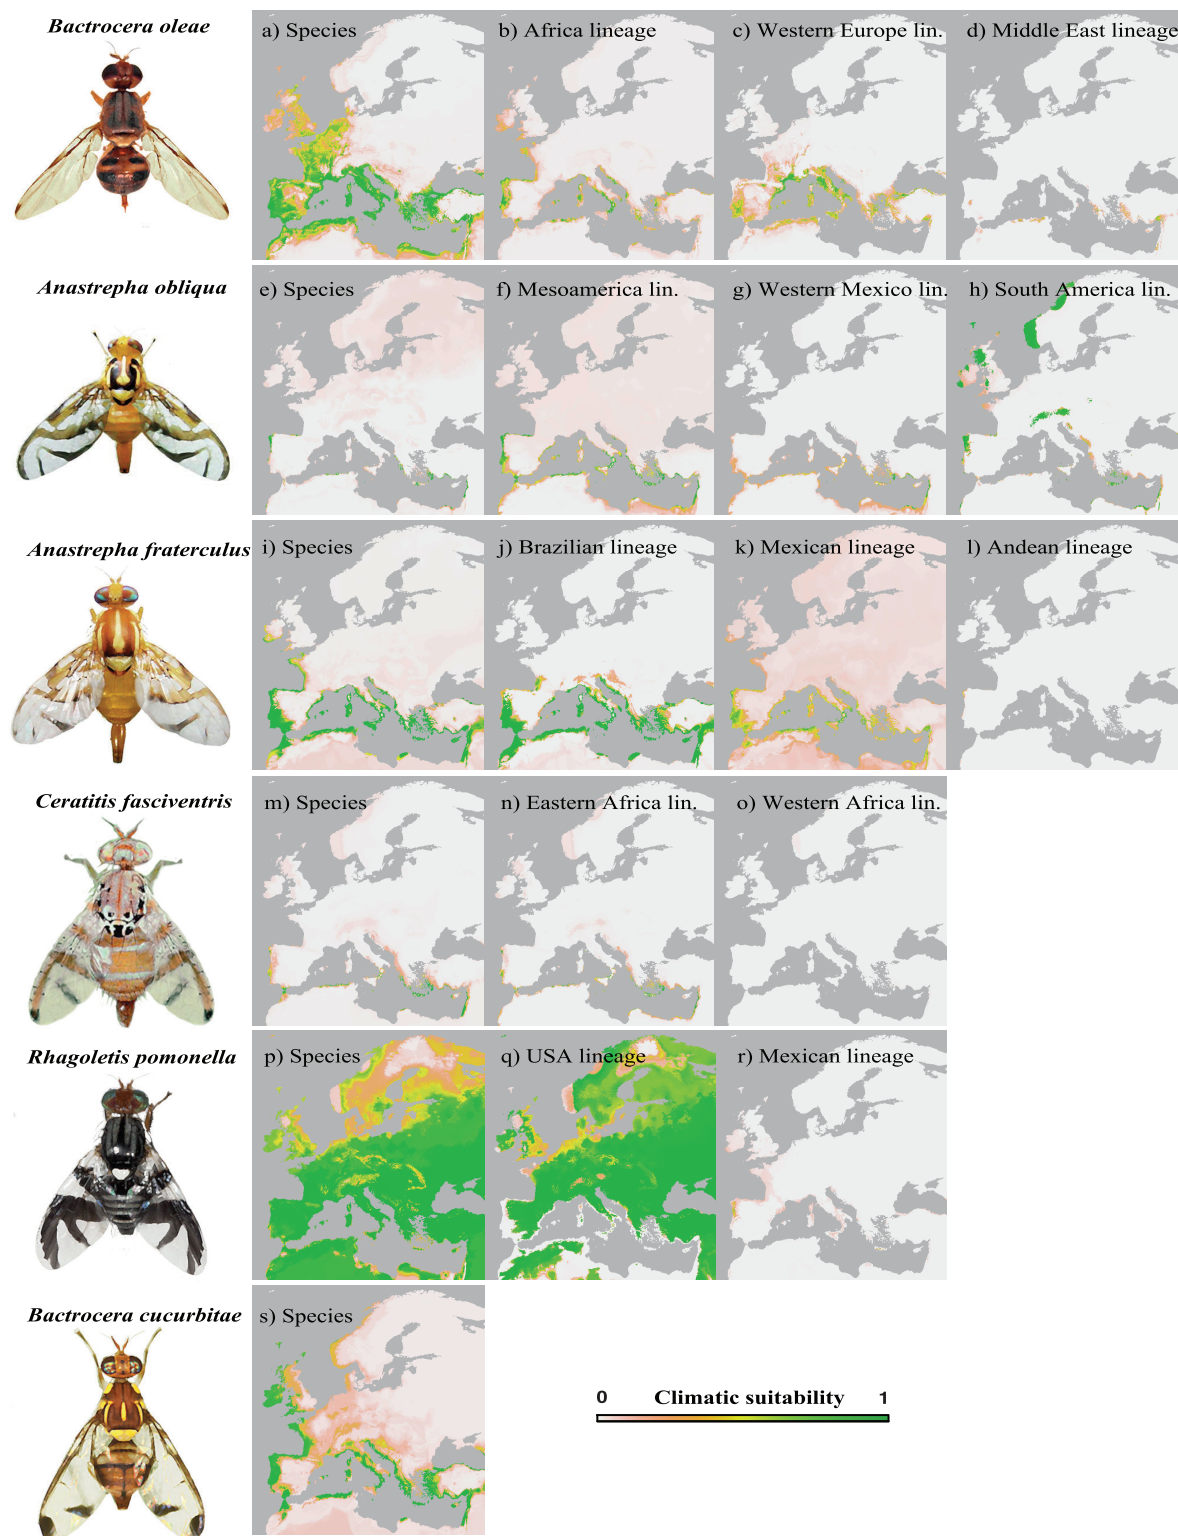 Bactrocera oleae
a) Species
b) Africa lineage
c) Western Europe lin.
d) Middle East lineage
Anastrepha obliqua
e) Species
f) Mesoamerica lin.
g) Western Mexico lin.
h) South America lin.
Anastrepha fraterculus
i) Species
j) Brazilian lineage
k) Mexican lineage
l) Andean lineage
Ceratitis fasciventris
m) Species
n) Eastern Africa lin.
o) Western Africa lin.
Rhagoletis pomonella
p) Species
q) USA lineage
r) Mexican lineage
Bactrocera cucurbitae
s) Species
0 Climatic suitability 1